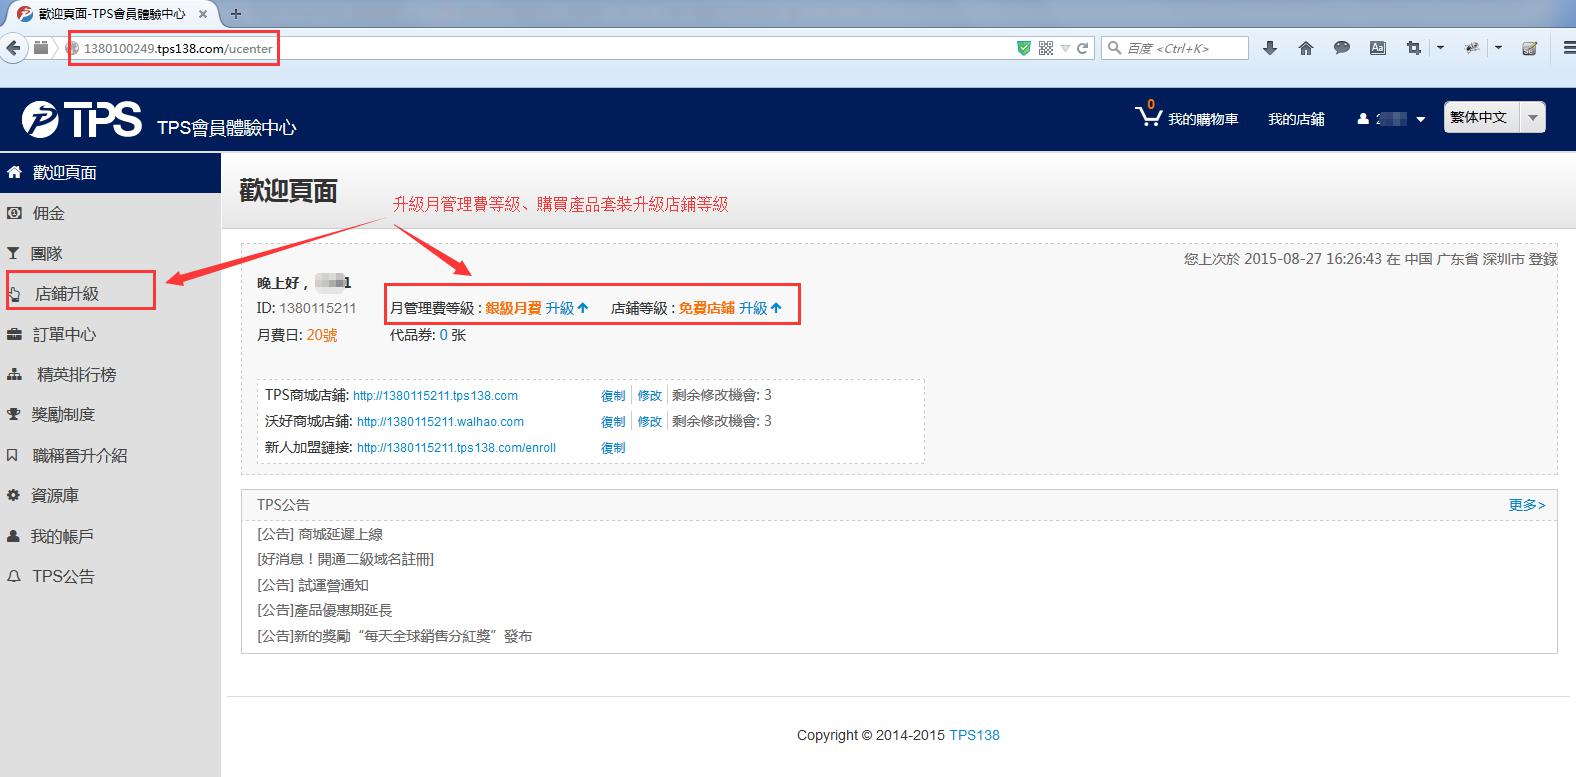 歡迎頁面-TPS會員體驗中心
1380100249.tps138.com/ucenter
百度 <Ctrl+K>
TPS
TPS會員體驗中心
0
我的購物車
我的店鋪
繁体中文
歡迎頁面
佣金
團隊
店鋪升級
訂單中心
精英排行榜
獎勵制度
職稱晉升介紹
資源庫
我的帳戶
TPS公告
歡迎頁面
升級月管理費等級、購買產品套裝升級店鋪等級
您上次於 2015-08-27 16:26:43 在 中国 广东省 深圳市 登錄
晚上好，
ID: 1380115211
月管理費等級 : 銀級月費 升級 店鋪等級 : 免費店鋪 升級
月費日: 20號
代品券: 0 张
TPS商城店鋪: http://1380115211.tps138.com 復制 修改 剩余修改機會: 3
沃好商城店鋪: http://1380115211.walhao.com 復制 修改 剩余修改機會: 3
新人加盟鏈接: http://1380115211.tps138.com/enroll 復制
TPS公告
更多>
[公告] 商城延遲上線
[好消息！開通二級域名註冊]
[公告] 試運營通知
[公告]產品優惠期延長
[公告]新的獎勵“每天全球銷售分紅獎”發布
Copyright © 2014-2015 TPS138